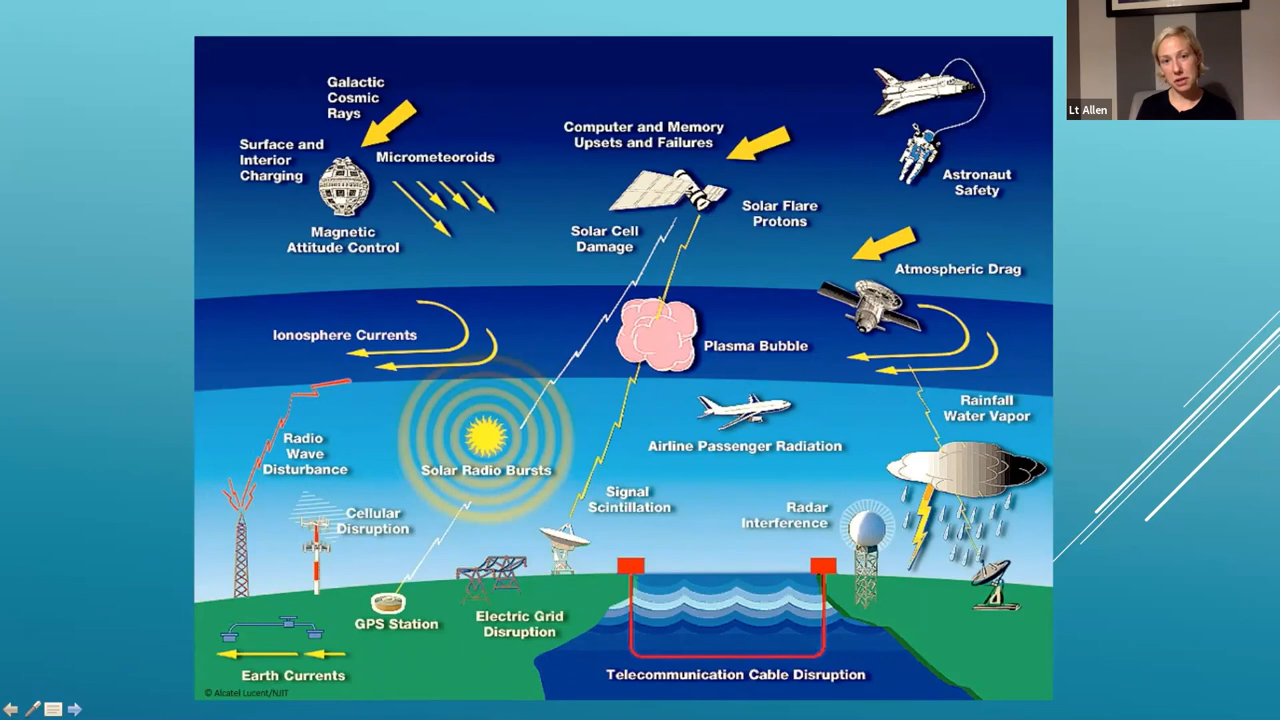 Lt Allen
Galactic
Cosmic
Rays
Surface and
Interior
Charging
Micrometeoroids
Magnetic
Attitude Control
Computer and Memory
Upsets and Failures
Solar Cell
Damage
Solar Flare
Protons
Astronaut
Safety
Atmospheric Drag
Ionosphere Currents
Plasma Bubble
Rainfall
Water Vapor
Airline Passenger Radiation
Radio
Wave
Disturbance
Solar Radio Bursts
Signal
Scintillation
Radar
Interference
Cellular
Disruption
GPS Station
Electric Grid
Disruption
Earth Currents
Telecommunication Cable Disruption
© Alcatel Lucent/NJIT